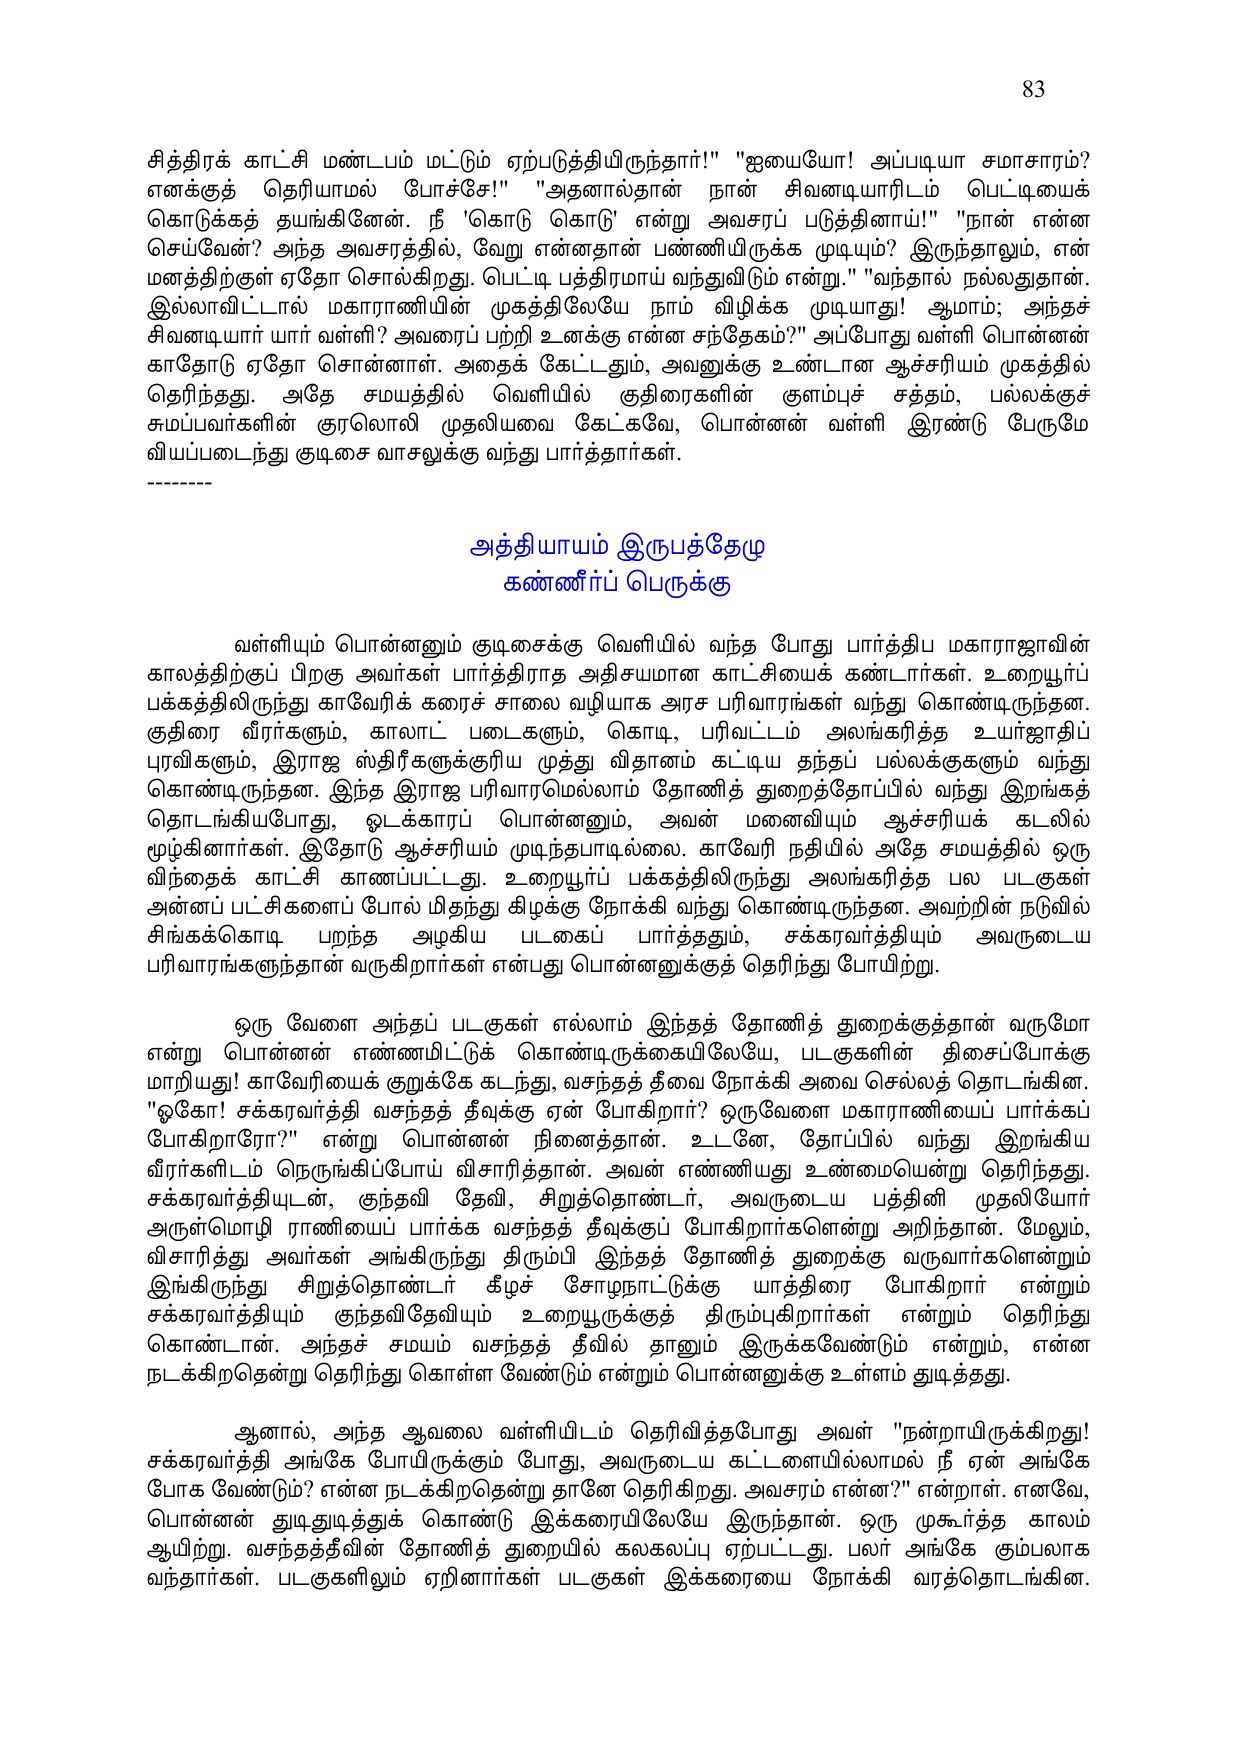 83
சித்திரக் காட்சி மண்டபம் மட்டும் ஏற்படுத்தியிருந்தார்!" "ஐயையோ! அப்படியா சமாசாரம்?
எனக்குத் தெரியாமல் போச்சே!" "அதனால்தான் நான் சிவனடியாரிடம் பெட்டியைக்
கொடுக்கத் தயங்கினேன். நீ 'கொடு கொடு' என்று அவசரப் படுத்தினாய்!" "நான் என்ன
செய்வேன்? அந்த அவசரத்தில், வேறு என்னதான் பண்ணியிருக்க முடியும்? இருந்தாலும், என்
மனத்திற்குள் ஏதோ சொல்கிறது. பெட்டி பத்திரமாய் வந்துவிடும் என்று." "வந்தால் நல்லதுதான்.
இல்லாவிட்டால் மகாராணியின் முகத்திலேயே நாம் விழிக்க முடியாது! ஆமாம்; அந்தச்
சிவனடியார் யார் வள்ளி? அவரைப் பற்றி உனக்கு என்ன சந்தேகம்?" அப்போது வள்ளி பொன்னன்
காதோடு ஏதோ சொன்னாள். அதைக் கேட்டதும், அவனுக்கு உண்டான ஆச்சரியம் முகத்தில்
தெரிந்தது. அதே சமயத்தில் வெளியில் குதிரைகளின் குளம்புச் சத்தம், பல்லக்குச்
சுமப்பவர்களின் குரலொலி முதலியவை கேட்கவே, பொன்னன் வள்ளி இரண்டு பேருமே
வியப்படைந்து குடிசை வாசலுக்கு வந்து பார்த்தார்கள்.
--------
அத்தியாயம் இருபத்தேழு
கண்ணீர்ப் பெருக்கு
வள்ளியும் பொன்னனும் குடிசைக்கு வெளியில் வந்த போது பார்த்திப மகாராஜாவின்
காலத்திற்குப் பிறகு அவர்கள் பார்த்திராத அதிசயமான காட்சியைக் கண்டார்கள். உறையூர்ப்
பக்கத்திலிருந்து காவேரிக் கரைச் சாலை வழியாக அரச பரிவாரங்கள் வந்து கொண்டிருந்தன.
குதிரை வீரர்களும், காலாட் படைகளும், கொடி, பரிவட்டம் அலங்கரித்த உயர்ஜாதிப்
புரவிகளும், இராஜ ஸ்திரீகளுக்குரிய முத்து விதானம் கட்டிய தந்தப் பல்லக்குகளும் வந்து
கொண்டிருந்தன. இந்த இராஜ பரிவாரமெல்லாம் தோணித் துறைத்தோப்பில் வந்து இறங்கத்
தொடங்கியபோது, ஓடக்காரப் பொன்னனும், அவன் மனைவியும் ஆச்சரியக் கடலில்
மூழ்கினார்கள். இதோடு ஆச்சரியம் முடிந்தபாடில்லை. காவேரி நதியில் அதே சமயத்தில் ஒரு
விந்தைக் காட்சி காணப்பட்டது. உறையூர்ப் பக்கத்திலிருந்து அலங்கரித்த பல படகுகள்
அன்னப் பட்சிகளைப் போல் மிதந்து கிழக்கு நோக்கி வந்து கொண்டிருந்தன. அவற்றின் நடுவில்
சிங்கக்கொடி பறந்த அழகிய படகைப் பார்த்ததும், சக்கரவர்த்தியும் அவருடைய
பரிவாரங்களுந்தான் வருகிறார்கள் என்பது பொன்னனுக்குத் தெரிந்து போயிற்று.
ஒரு வேளை அந்தப் படகுகள் எல்லாம் இந்தத் தோணித் துறைக்குத்தான் வருமோ
என்று பொன்னன் எண்ணமிட்டுக் கொண்டிருக்கையிலேயே, படகுகளின் திசைப்போக்கு
மாறியது! காவேரியைக் குறுக்கே கடந்து, வசந்தத் தீவை நோக்கி அவை செல்லத் தொடங்கின.
"ஓகோ! சக்கரவர்த்தி வசந்தத் தீவுக்கு ஏன் போகிறார்? ஒருவேளை மகாராணியைப் பார்க்கப்
போகிறாரோ?" என்று பொன்னன் நினைத்தான். உடனே, தோப்பில் வந்து இறங்கிய
வீரர்களிடம் நெருங்கிப்போய் விசாரித்தான். அவன் எண்ணியது உண்மையென்று தெரிந்தது.
சக்கரவர்த்தியுடன், குந்தவி தேவி, சிறுத்தொண்டர், அவருடைய பத்தினி முதலியோர்
அருள்மொழி ராணியைப் பார்க்க வசந்தத் தீவுக்குப் போகிறார்களென்று அறிந்தான். மேலும்,
விசாரித்து அவர்கள் அங்கிருந்து திரும்பி இந்தத் தோணித் துறைக்கு வருவார்களென்றும்
இங்கிருந்து சிறுத்தொண்டர் கீழச் சோழநாட்டுக்கு யாத்திரை போகிறார் என்றும்
சக்கரவர்த்தியும் குந்தவிதேவியும் உறையூருக்குத் திரும்புகிறார்கள் என்றும் தெரிந்து
கொண்டான். அந்தச் சமயம் வசந்தத் தீவில் தானும் இருக்கவேண்டும் என்றும், என்ன
நடக்கிறதென்று தெரிந்து கொள்ள வேண்டும் என்றும் பொன்னனுக்கு உள்ளம் துடித்தது.
ஆனால், அந்த ஆவலை வள்ளியிடம் தெரிவித்தபோது அவள் "நன்றாயிருக்கிறது!
சக்கரவர்த்தி அங்கே போயிருக்கும் போது, அவருடைய கட்டளையில்லாமல் நீ ஏன் அங்கே
போக வேண்டும்? என்ன நடக்கிறதென்று தானே தெரிகிறது. அவசரம் என்ன?" என்றாள். எனவே,
பொன்னன் துடிதுடித்துக் கொண்டு இக்கரையிலேயே இருந்தான். ஒரு முகூர்த்த காலம்
ஆயிற்று. வசந்தத்தீவின் தோணித் துறையில் கலகலப்பு ஏற்பட்டது. பலர் அங்கே கும்பலாக
வந்தார்கள். படகுகளிலும் ஏறினார்கள் படகுகள் இக்கரையை நோக்கி வரத்தொடங்கின.